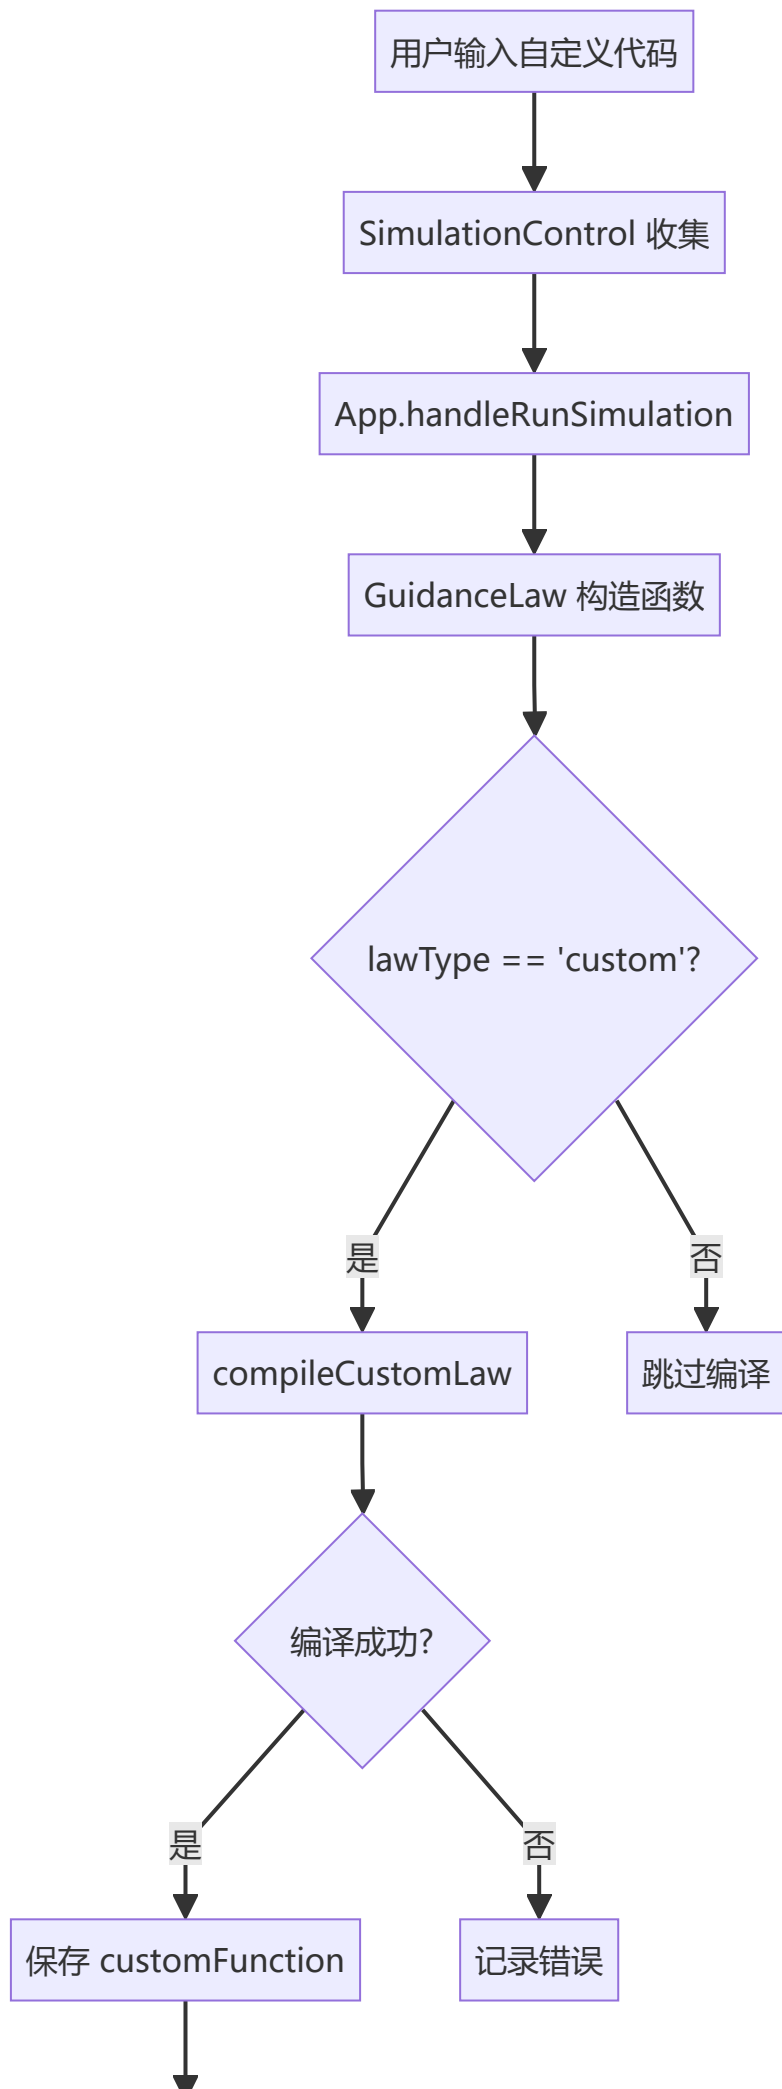 用户输入自定义代码
SimulationControl 收集
App.handleRunSimulation
GuidanceLaw 构造函数
lawType == 'custom'?
是
否
compileCustomLaw
跳过编译
编译成功?
是
否
保存 customFunction
记录错误